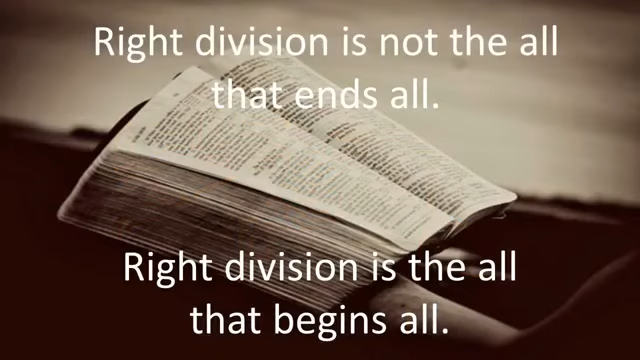 Right division is not the all
that ends all.
Right division is the all
that begins all.